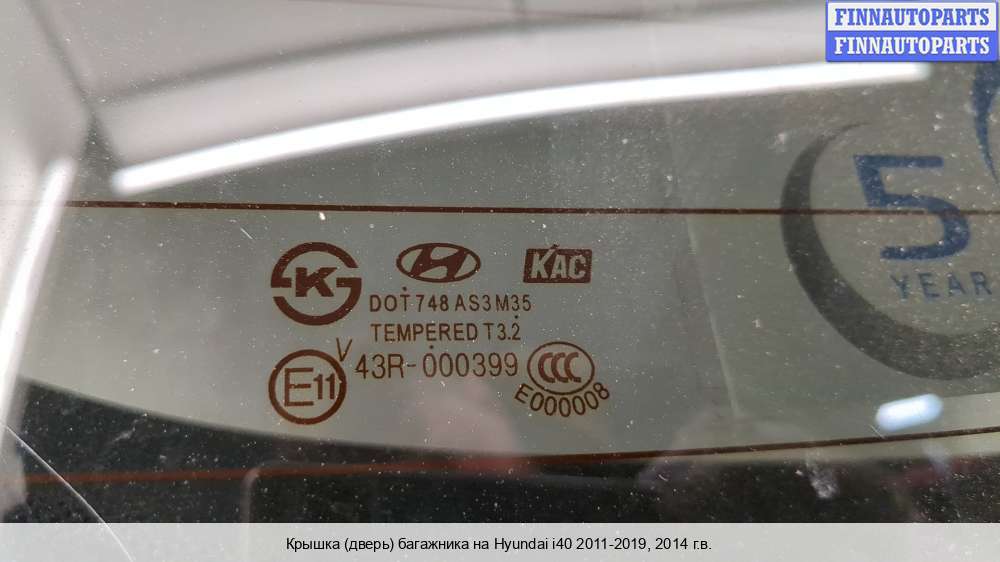 FINNAUTOPARTS
FINNAUTOPARTS
5
YEAR
K
H
KAC
DOT 748 AS3 M35
TEMPERED T3.2
V
43R-000399
E11
CCC
E000008
Крышка (дверь) багажника на Hyundai i40 2011-2019, 2014 г.в.